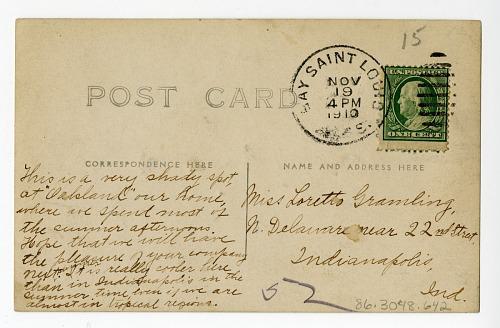 15
BAY SAINT LOUIS
NOV
19
4 PM
1910
U.S. POSTAGE
ONE CENT
POST CARD
CORRESPONDENCE HERE
This is a very shady spot,
at "Oaksland," our home,
where we spend most of
the summer afternoons.
Hope that we will have
the pleasure of your company
next. It is really cooler here
than in Indianapolis in the
summer time, even if we are
almost in tropical regions.
NAME AND ADDRESS HERE
Miss Loretto Gramling,
N. Delaware near 22nd Street
Indianapolis,
Ind.
52
86.3048.642